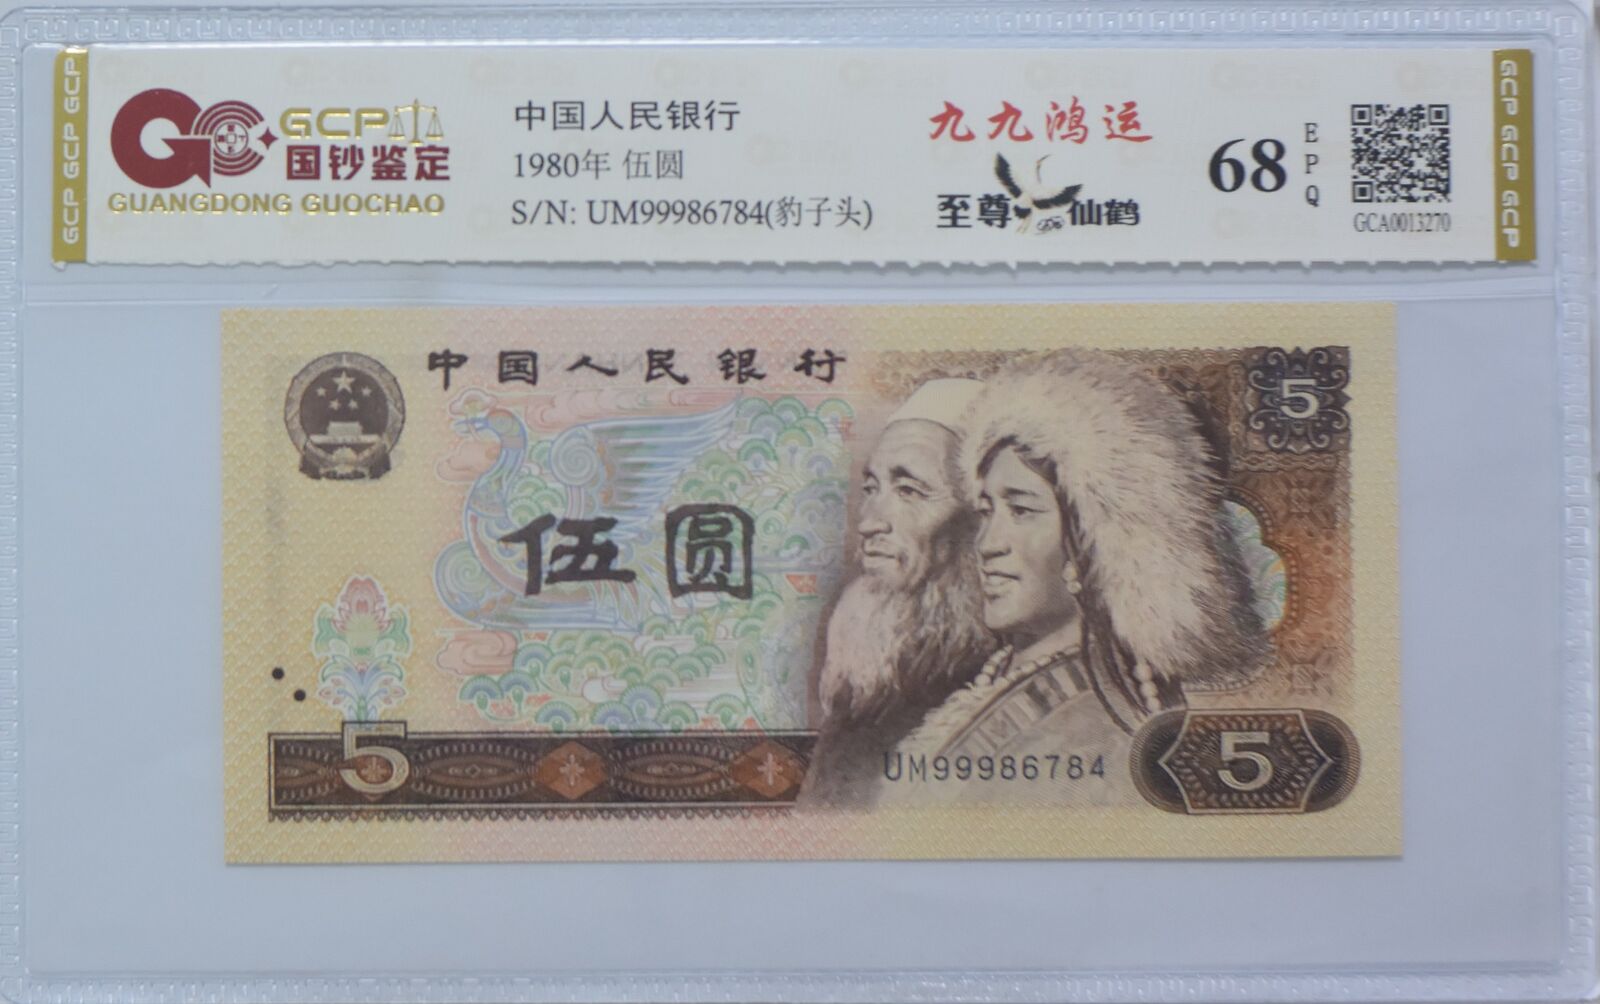 GCP GCP GCP
GCP
国钞鉴定
GUANGDONG GUOCHAO
中国人民银行
1980年 伍圆
S/N: UM99986784(豹子头)
九九鸿运
至尊 仙鹤
68
EPQ
GCA0013270
GCP GCP GCP
中国人民银行
5
伍圆
5
UM99986784
5